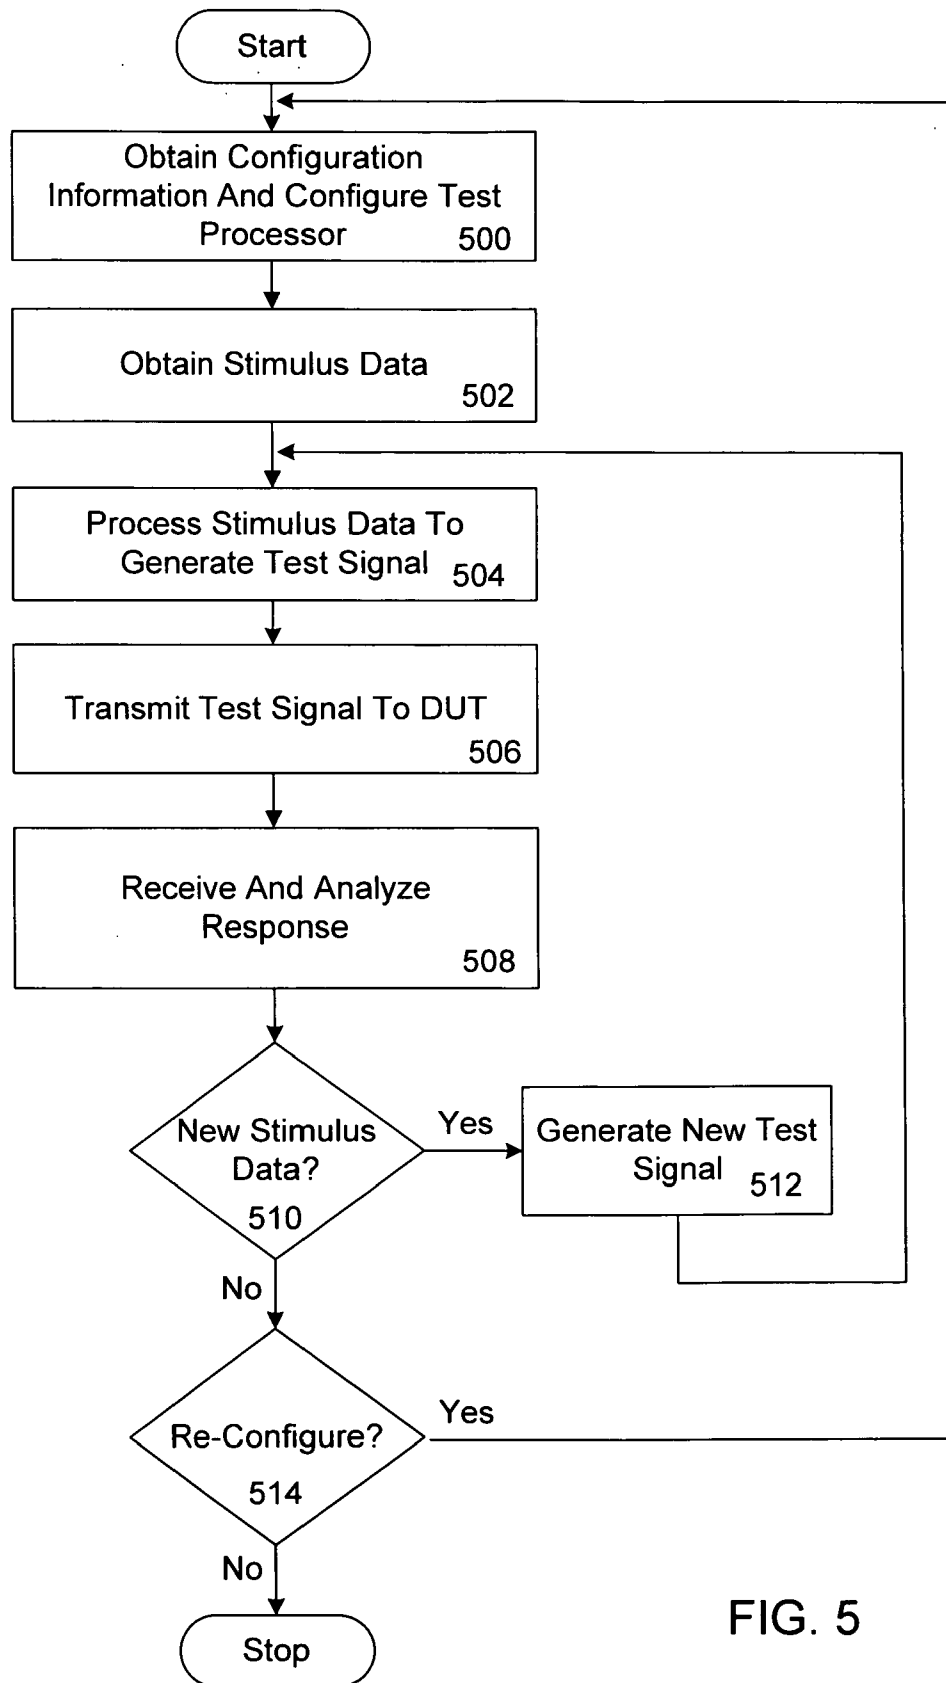 Start
Obtain Configuration
Information And Configure Test
Processor
500
Obtain Stimulus Data
502
Process Stimulus Data To
Generate Test Signal
504
Transmit Test Signal To DUT
506
Receive And Analyze
Response
508
New Stimulus
Data?
510
Yes
Generate New Test
Signal
512
No
Re-Configure?
514
Yes
No
Stop
FIG. 5